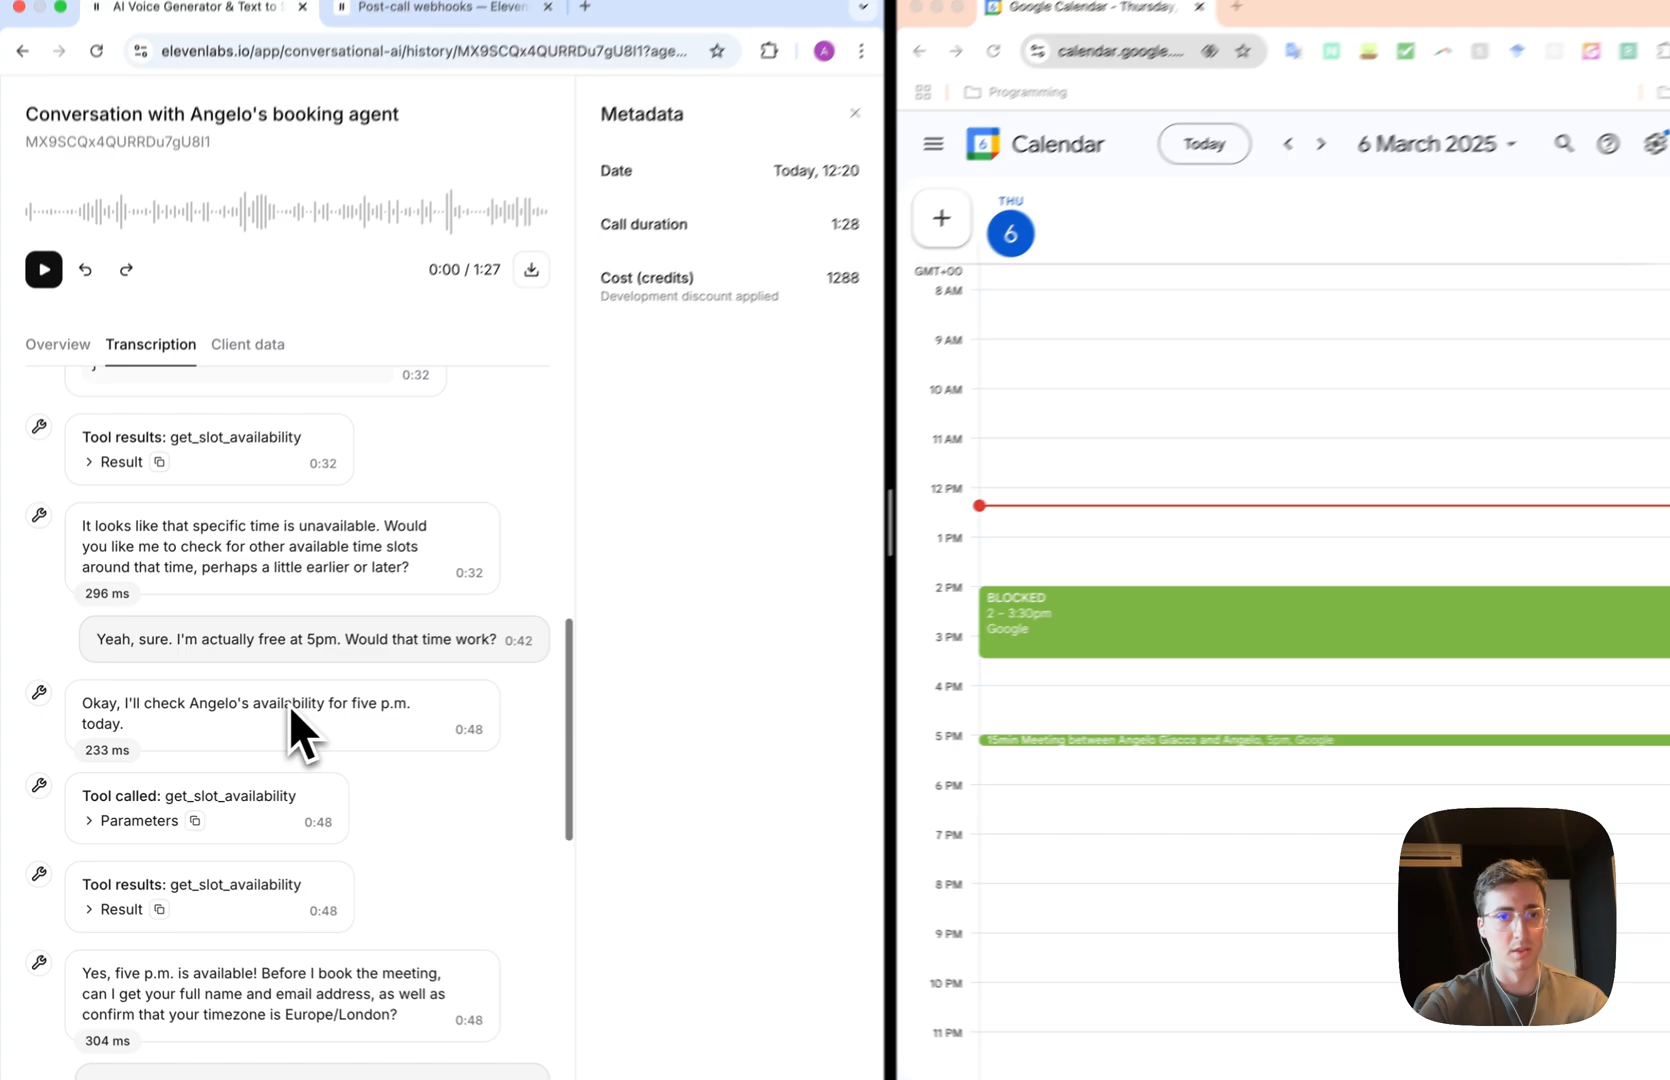 AI Voice Generator & Text to
Post-call webhooks — Eleven
elevenlabs.io/app/conversational-ai/history/MX9SCQx4QURRDu7gU8I1?age...
A
Conversation with Angelo's booking agent
MX9SCQx4QURRDu7gU8I1
0:00 / 1:27
Overview
Transcription
Client data
0:32
Tool results: get_slot_availability
Result
0:32
It looks like that specific time is unavailable. Would
you like me to check for other available time slots
around that time, perhaps a little earlier or later?
0:32
296 ms
Yeah, sure. I'm actually free at 5pm. Would that time work?
0:42
Okay, I'll check Angelo's availability for five p.m.
today.
0:48
233 ms
Tool called: get_slot_availability
Parameters
0:48
Tool results: get_slot_availability
Result
0:48
Yes, five p.m. is available! Before I book the meeting,
can I get your full name and email address, as well as
confirm that your timezone is Europe/London?
0:48
304 ms
Metadata
Date
Today, 12:20
Call duration
1:28
Cost (credits)
1288
Development discount applied
Google Calendar - Thursday,
calendar.google....
Programming
6
Calendar
Today
6 March 2025
THU
6
GMT+00
8 AM
9 AM
10 AM
11 AM
12 PM
1 PM
2 PM
BLOCKED
2 – 3:30pm
Google
3 PM
4 PM
5 PM
15min Meeting between Angelo Giacco and Angelo, 5pm, Google
6 PM
7 PM
8 PM
9 PM
10 PM
11 PM